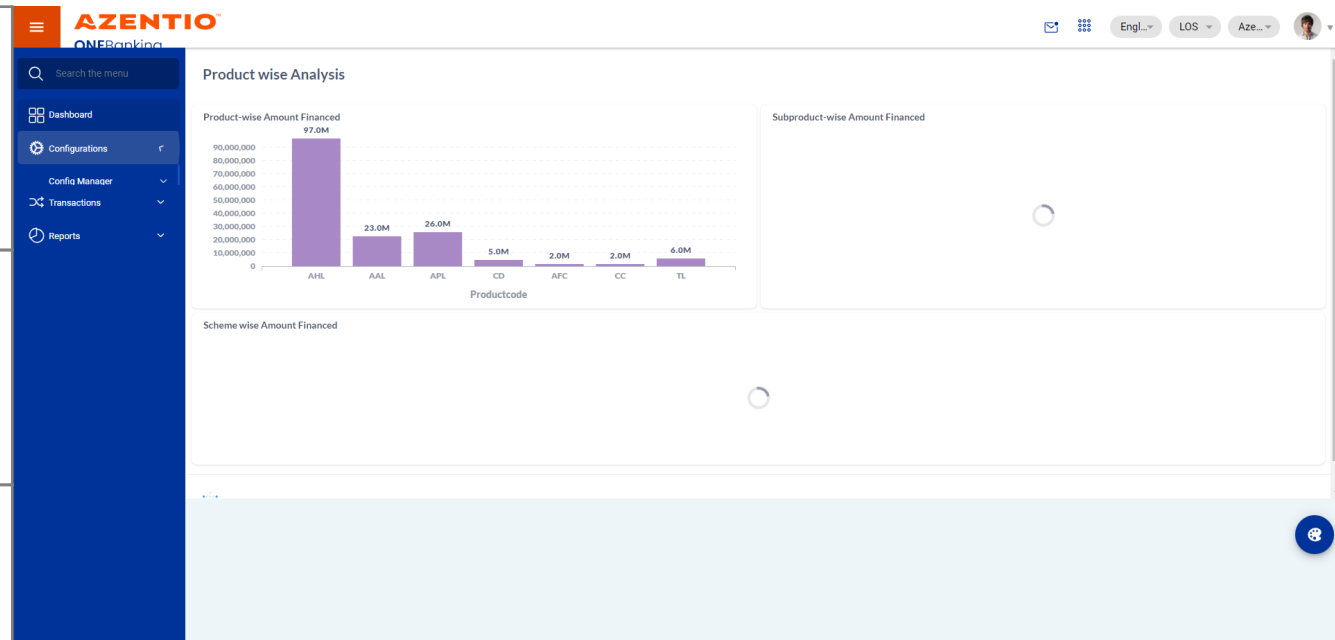 AZENTIO
ONEBanking
Engl...
LOS
Aze...
Search the menu
Dashboard
Configurations
Config Manager
Transactions
Reports
Product wise Analysis
Product-wise Amount Financed
97.0M
90,000,000
80,000,000
70,000,000
60,000,000
50,000,000
40,000,000
30,000,000
20,000,000
10,000,000
0
23.0M
26.0M
5.0M
2.0M
2.0M
6.0M
AHL AAL APL CD AFC CC TL
Productcode
Subproduct-wise Amount Financed
Scheme wise Amount Financed